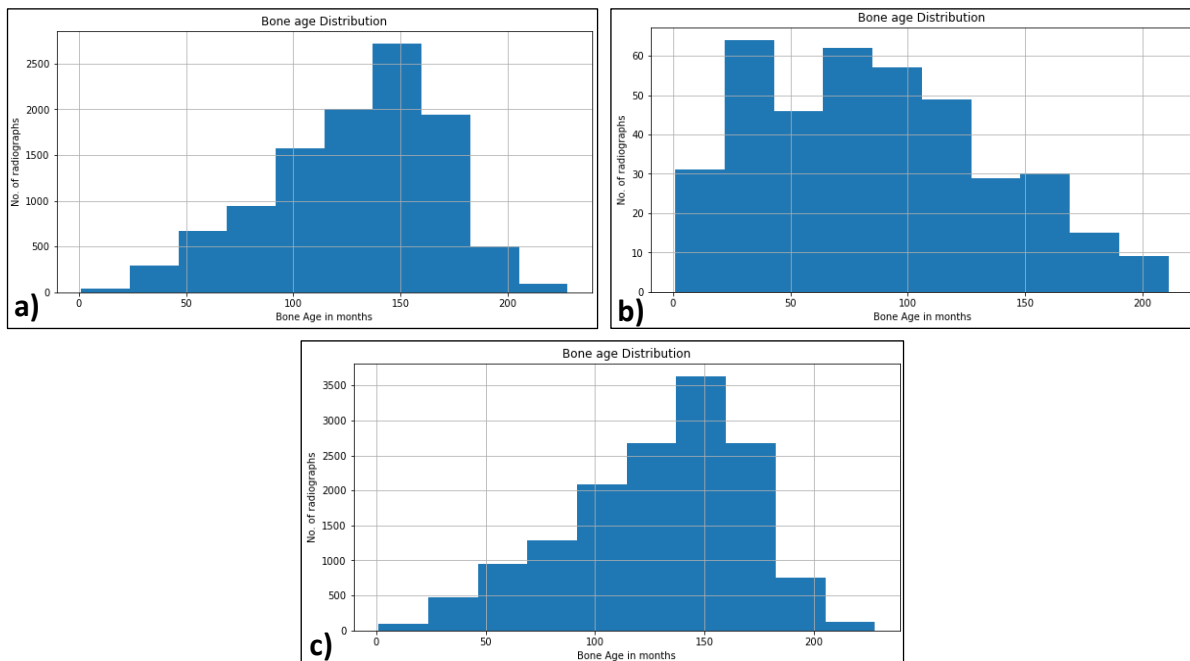 Bone age Distribution
No. of radiographs
2500
2000
1500
1000
500
0
0 50 100 150 200
Bone Age in months
a)
Bone age Distribution
No. of radiographs
60
50
40
30
20
10
0
0 50 100 150 200
Bone Age in months
b)
Bone age Distribution
No. of radiographs
3500
3000
2500
2000
1500
1000
500
0
0 50 100 150 200
Bone Age in months
c)